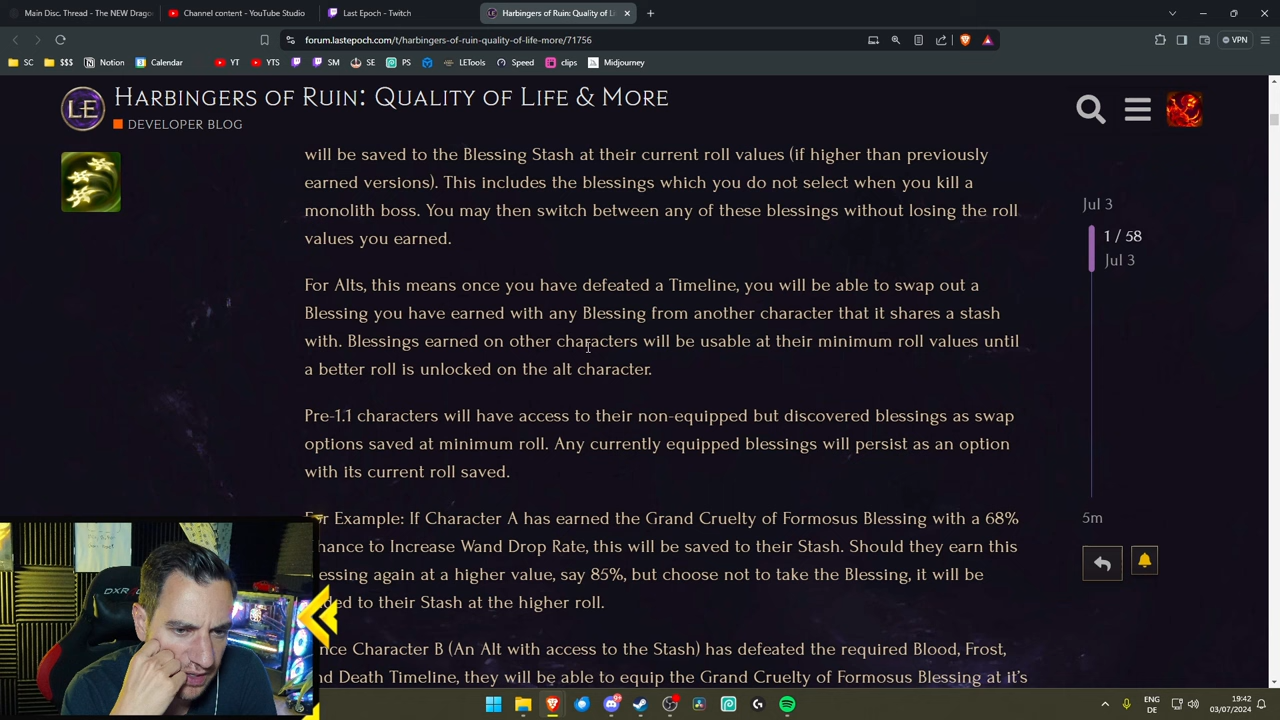 Main Disc. Thread - The NEW Drago
Channel content - YouTube Studio
Last Epoch - Twitch
Harbingers of Ruin: Quality of Li
forum.lastepoch.com/t/harbingers-of-ruin-quality-of-life-more/71756
VPN
SC
$$$
Notion
Calendar
YT
YTS
SM
SE
PS
LETools
Speed
clips
Midjourney
LE
Harbingers of Ruin: Quality of Life & More
DEVELOPER BLOG
will be saved to the Blessing Stash at their current roll values (if higher than previously
earned versions). This includes the blessings which you do not select when you kill a
monolith boss. You may then switch between any of these blessings without losing the roll
values you earned.
For Alts, this means once you have defeated a Timeline, you will be able to swap out a
Blessing you have earned with any Blessing from another character that it shares a stash
with. Blessings earned on other characters will be usable at their minimum roll values until
a better roll is unlocked on the alt character.
Pre-1.1 characters will have access to their non-equipped but discovered blessings as swap
options saved at minimum roll. Any currently equipped blessings will persist as an option
with its current roll saved.
For Example: If Character A has earned the Grand Cruelty of Formosus Blessing with a 68%
hance to Increase Wand Drop Rate, this will be saved to their Stash. Should they earn this
lessing again at a higher value, say 85%, but choose not to take the Blessing, it will be
ded to their Stash at the higher roll.
nce Character B (An Alt with access to the Stash) has defeated the required Blood, Frost,
nd Death Timeline, they will be able to equip the Grand Cruelty of Formosus Blessing at it's
Jul 3
1 / 58
Jul 3
5m
DXR
ENG
DE
19:42
03/07/2024